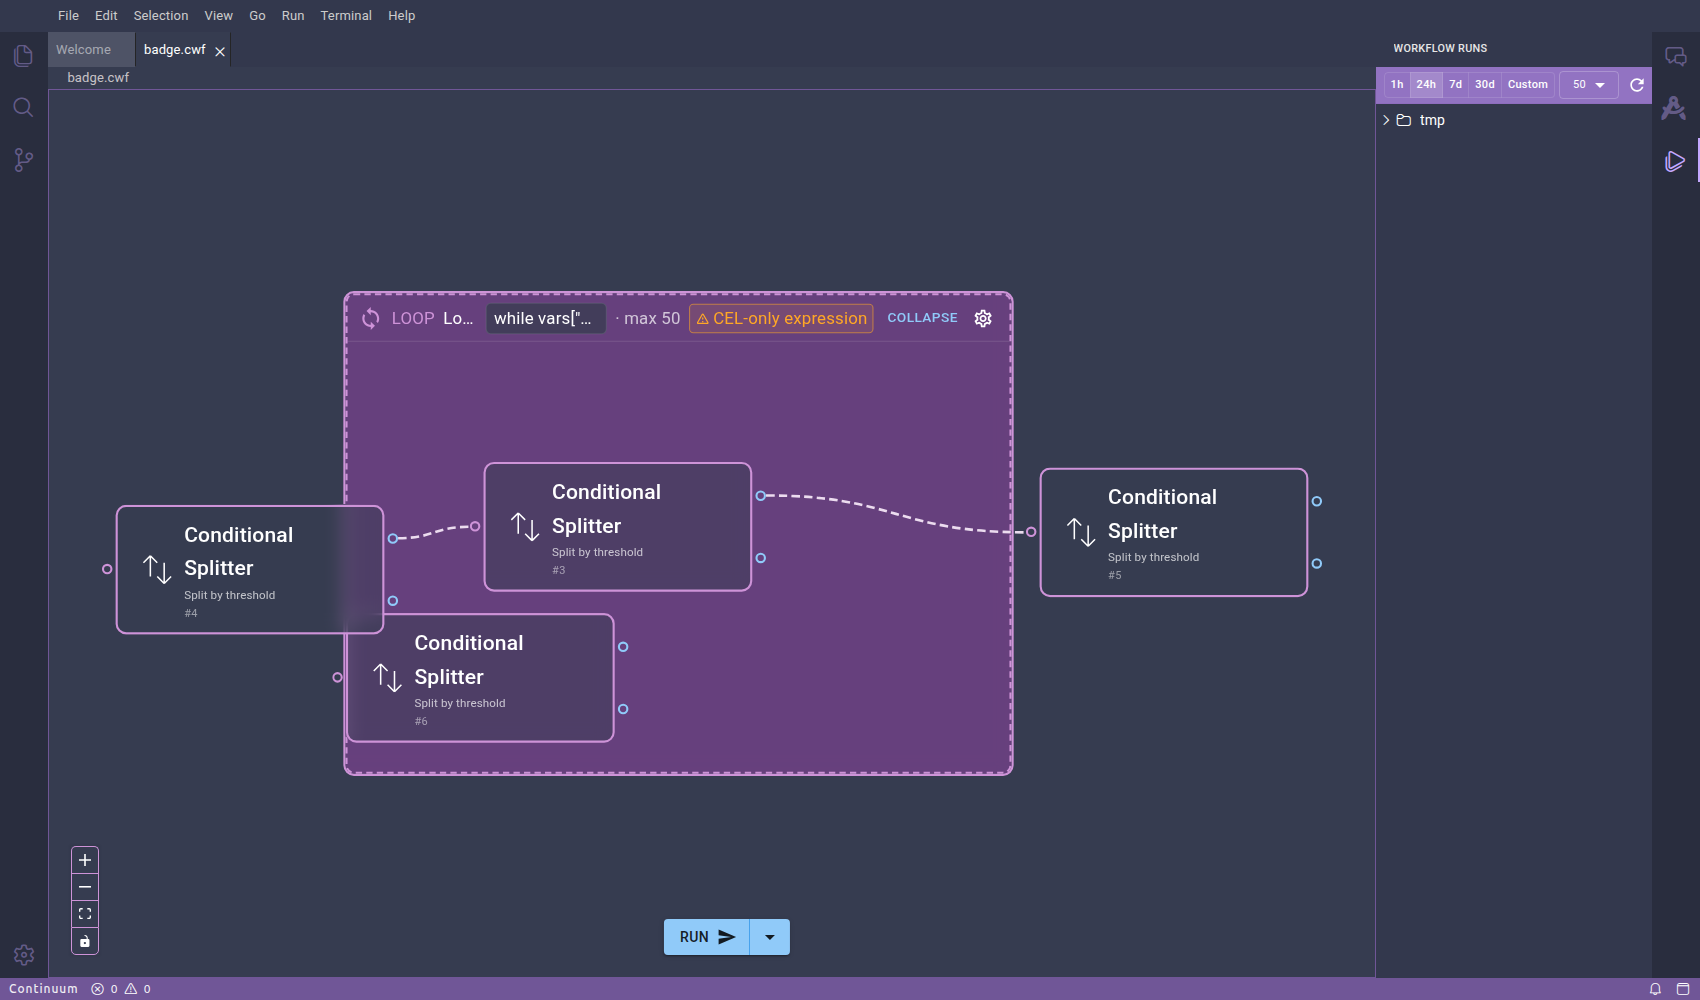 File Edit Selection View Go Run Terminal Help
Welcome badge.cwf
WORKFLOW RUNS
badge.cwf
1h 24h 7d 30d Custom 50
tmp
LOOP Lo... while vars["... · max 50 CEL-only expression COLLAPSE
Conditional
Splitter
Split by threshold
#3
Conditional
Splitter
Split by threshold
#5
Conditional
Splitter
Split by threshold
#4
Conditional
Splitter
Split by threshold
#6
RUN
Continuum 0 0